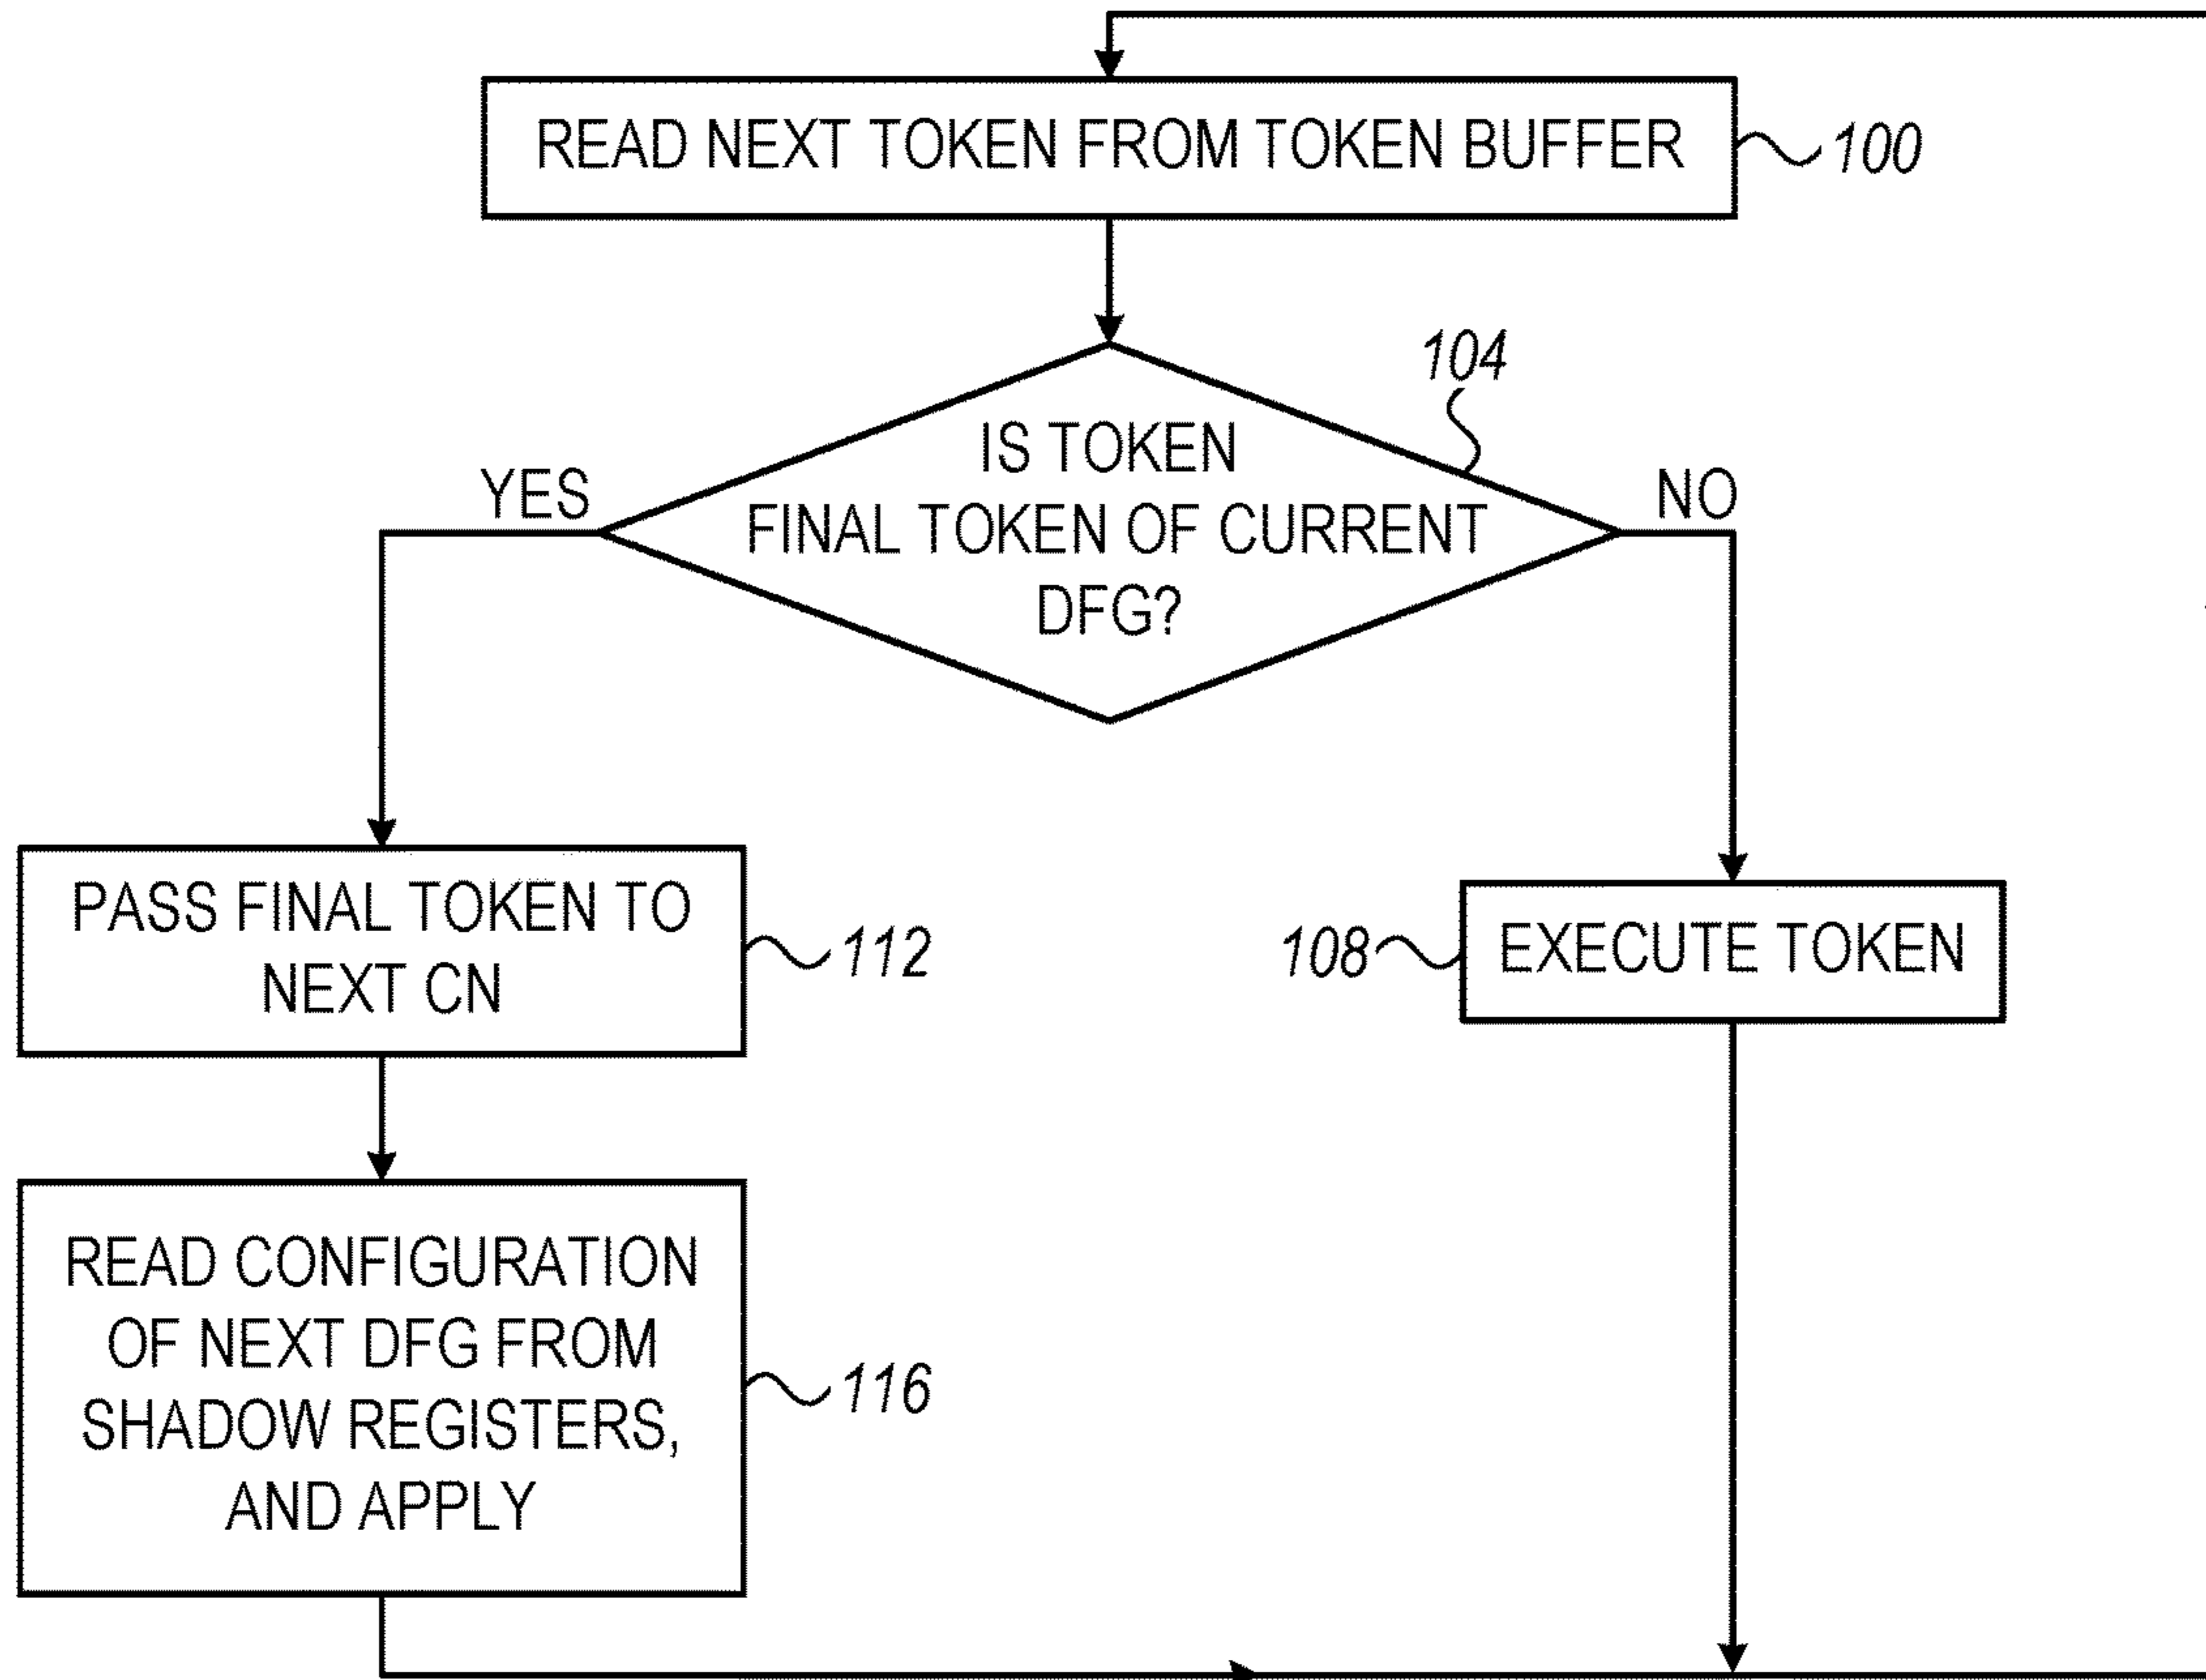 READ NEXT TOKEN FROM TOKEN BUFFER
100
104
IS TOKEN
FINAL TOKEN OF CURRENT
DFG?
YES
NO
PASS FINAL TOKEN TO
NEXT CN
112
108
EXECUTE TOKEN
READ CONFIGURATION
OF NEXT DFG FROM
SHADOW REGISTERS,
AND APPLY
116